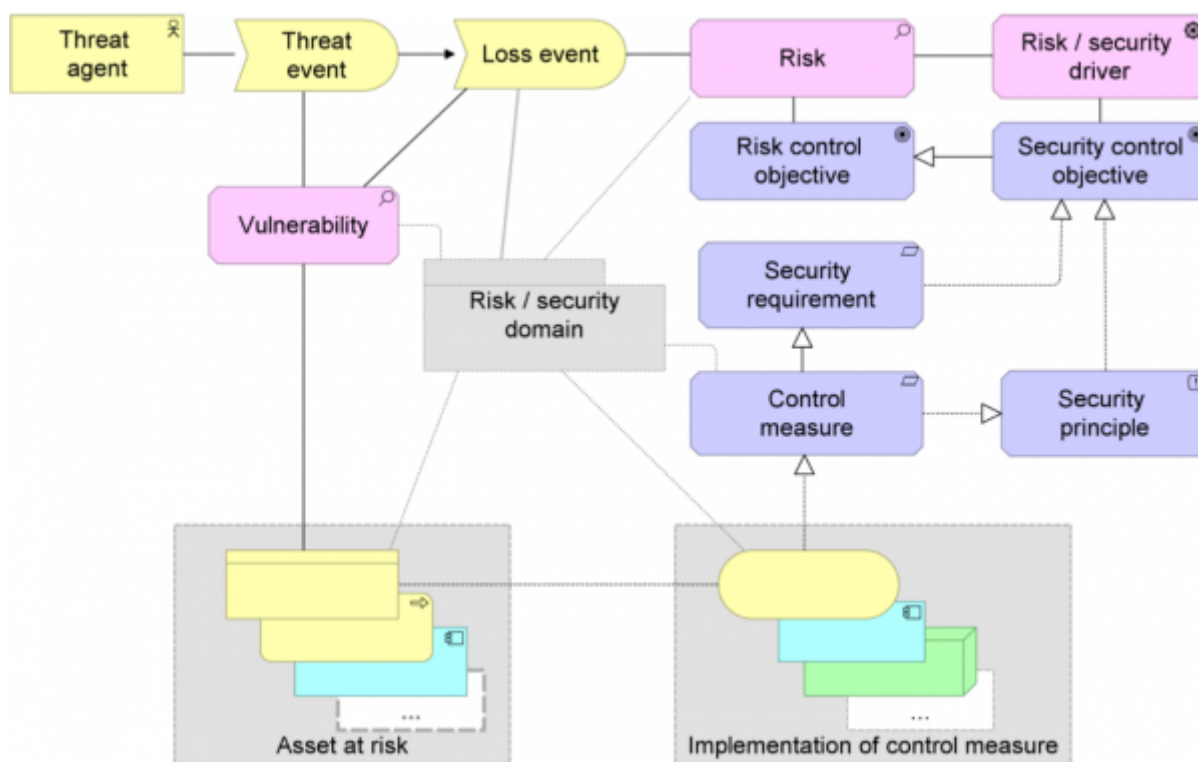 Threat
agent
Threat
event
Loss event
Risk
Risk / security
driver
Risk control
objective
Security control
objective
Vulnerability
Risk / security
domain
Security
requirement
Control
measure
Security
principle
...
Asset at risk
...
Implementation of control measure